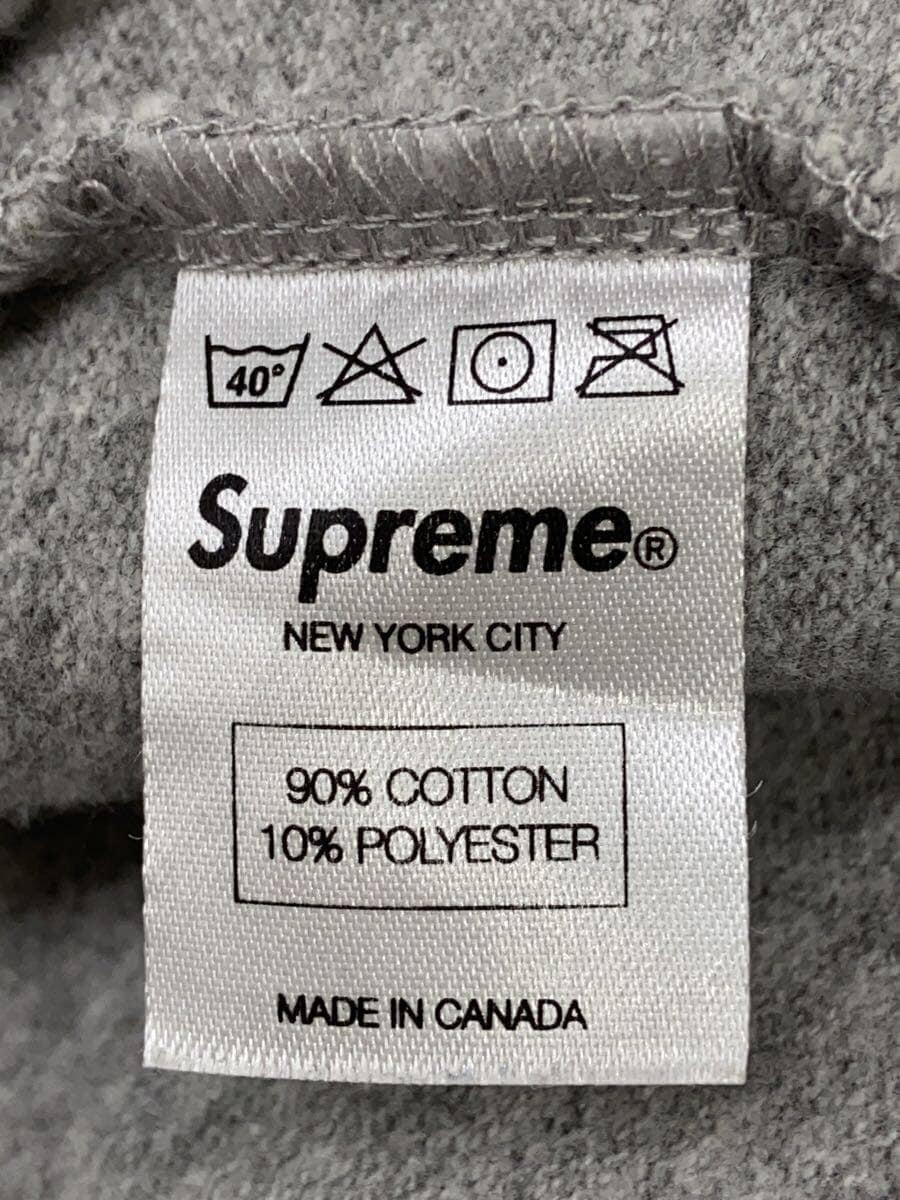 40°
Supreme®
NEW YORK CITY
90% COTTON
10% POLYESTER
MADE IN CANADA